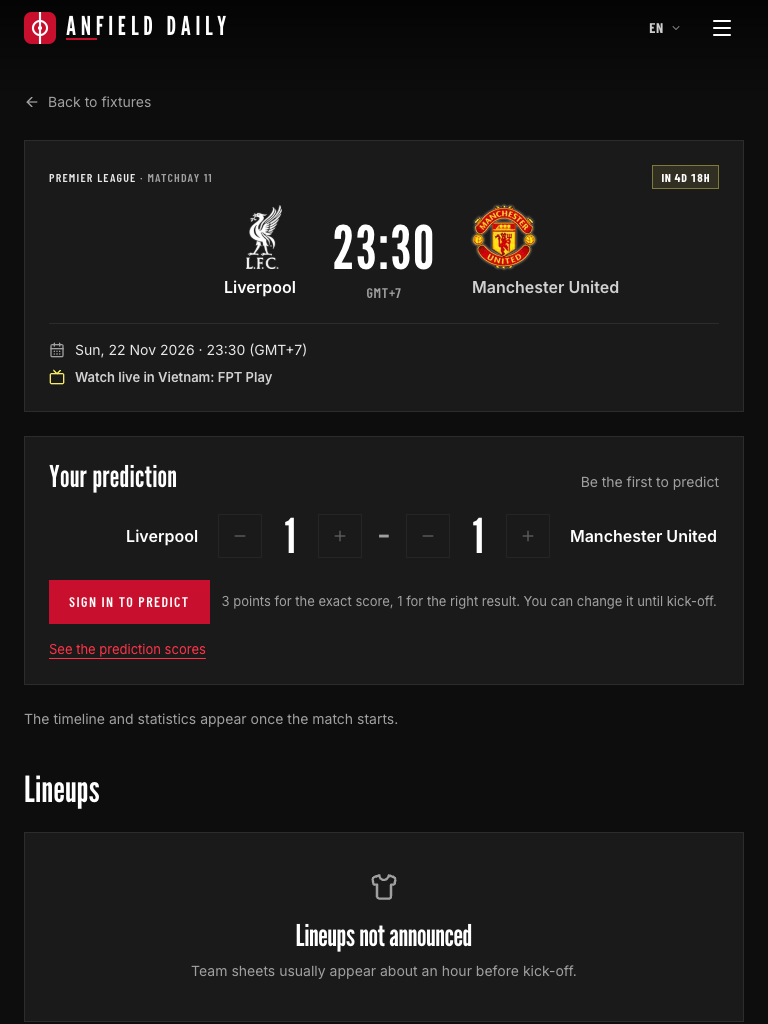 ANFIELD DAILY
EN
Back to fixtures
PREMIER LEAGUE · MATCHDAY 11
IN 4D 18H
L.F.C.
MANCHESTER
UNITED
23:30
GMT+7
Liverpool
Manchester United
Sun, 22 Nov 2026 · 23:30 (GMT+7)
Watch live in Vietnam: FPT Play
Your prediction
Be the first to predict
Liverpool − 1 + - − 1 + Manchester United
SIGN IN TO PREDICT
3 points for the exact score, 1 for the right result. You can change it until kick-off.
See the prediction scores
The timeline and statistics appear once the match starts.
Lineups
Lineups not announced
Team sheets usually appear about an hour before kick-off.